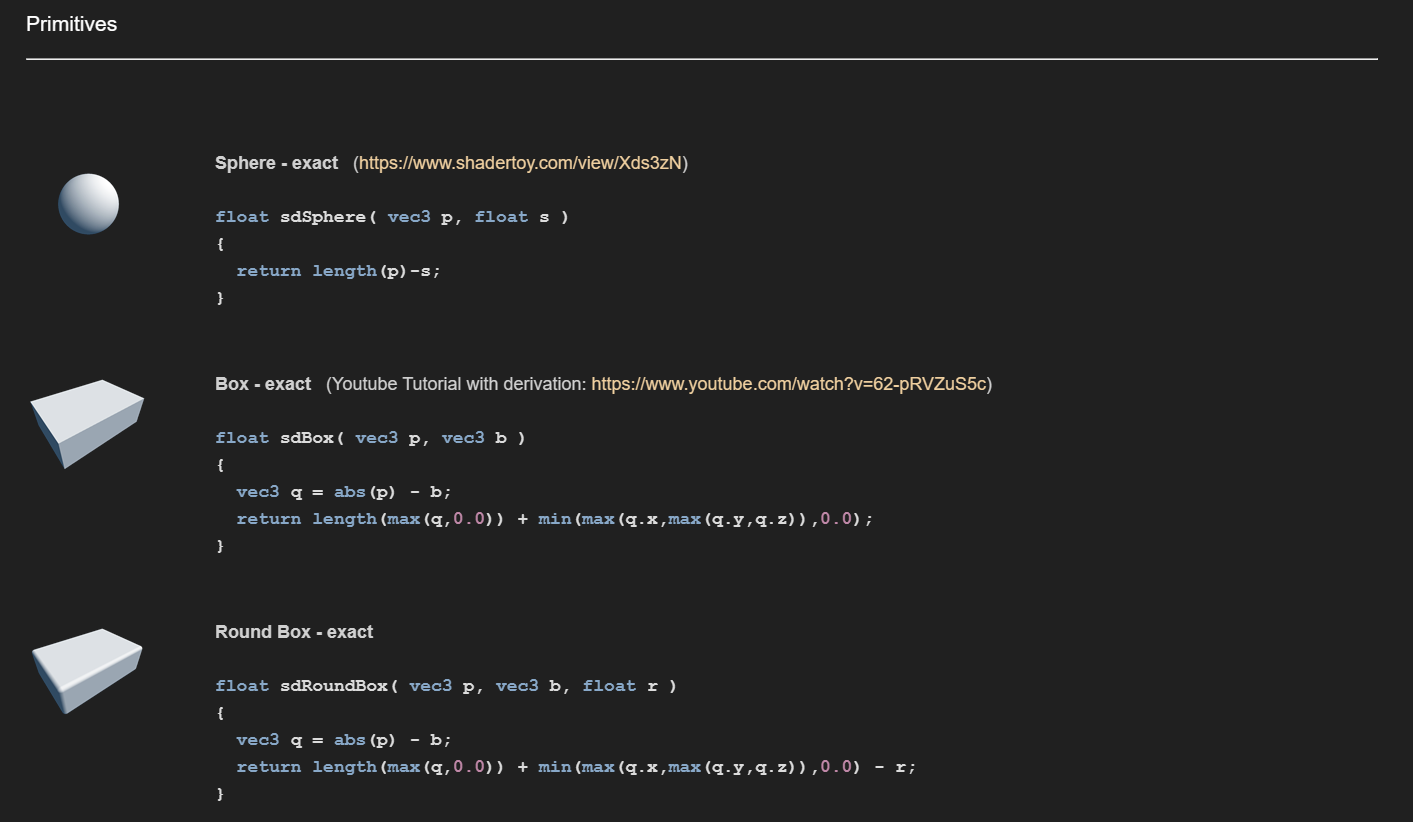 Primitives
Sphere - exact (https://www.shadertoy.com/view/Xds3zN)
float sdSphere( vec3 p, float s )
{
  return length(p)-s;
}
Box - exact (Youtube Tutorial with derivation: https://www.youtube.com/watch?v=62-pRVZuS5c)
float sdBox( vec3 p, vec3 b )
{
  vec3 q = abs(p) - b;
  return length(max(q,0.0)) + min(max(q.x,max(q.y,q.z)),0.0);
}
Round Box - exact
float sdRoundBox( vec3 p, vec3 b, float r )
{
  vec3 q = abs(p) - b;
  return length(max(q,0.0)) + min(max(q.x,max(q.y,q.z)),0.0) - r;
}